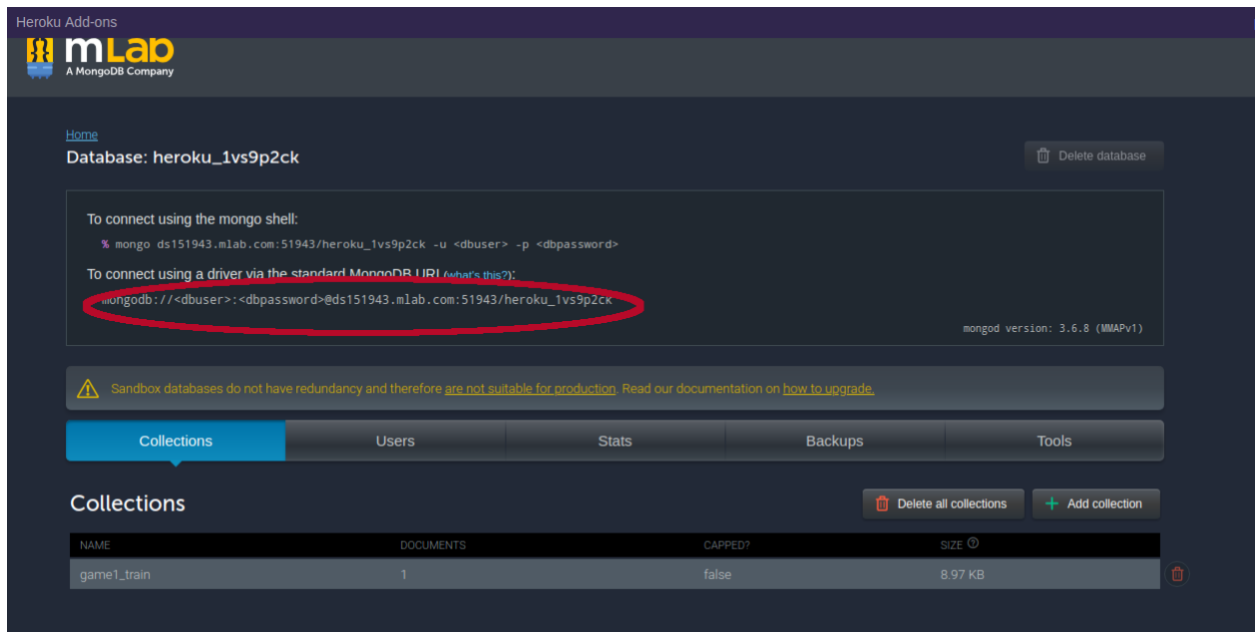 Heroku Add-ons
mLab
A MongoDB Company
Home
Database: heroku_1vs9p2ck
Delete database
To connect using the mongo shell:
% mongo ds151943.mlab.com:51943/heroku_1vs9p2ck -u <dbuser> -p <dbpassword>
To connect using a driver via the standard MongoDB URI (what's this?):
mongodb://<dbuser>:<dbpassword>@ds151943.mlab.com:51943/heroku_1vs9p2ck
mongod version: 3.6.8 (MMAPv1)
Sandbox databases do not have redundancy and therefore are not suitable for production. Read our documentation on how to upgrade.
Collections Users Stats Backups Tools
Collections
Delete all collections + Add collection
NAME DOCUMENTS CAPPED? SIZE ?
game1_train 1 false 8.97 KB